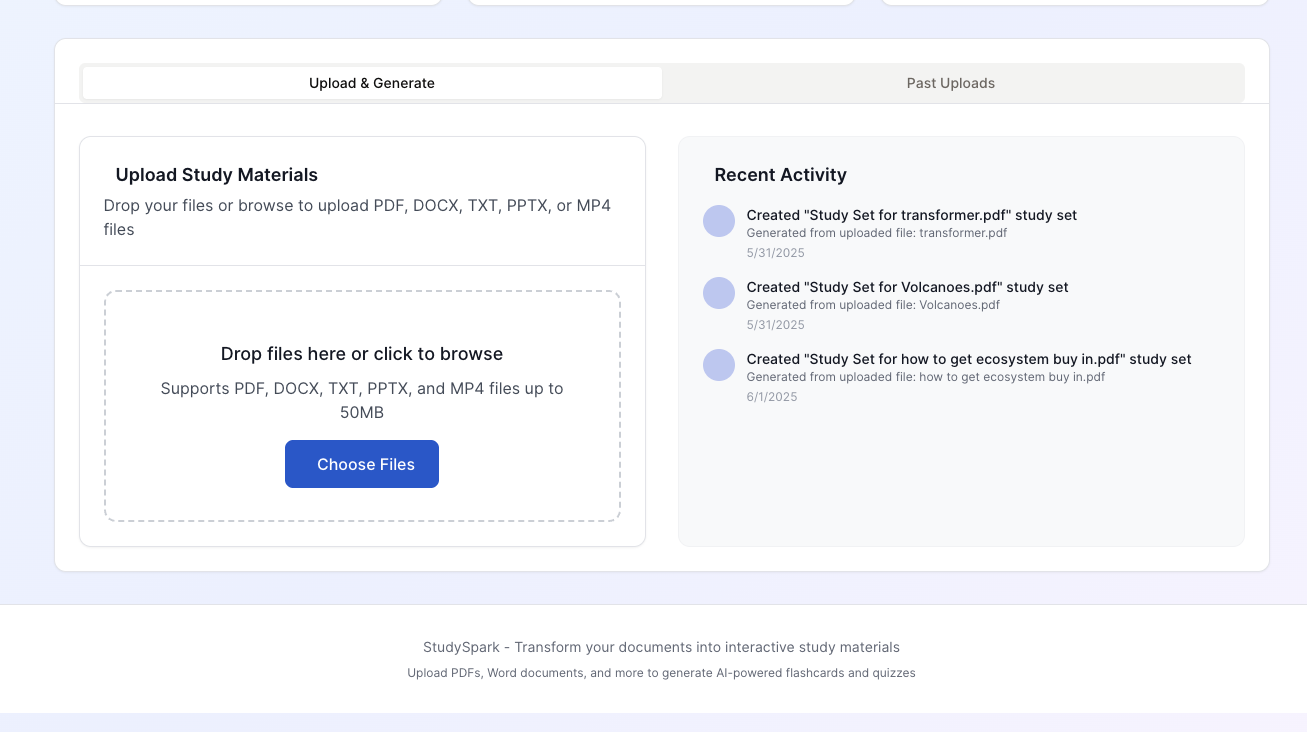 Upload & Generate
Past Uploads
Upload Study Materials
Drop your files or browse to upload PDF, DOCX, TXT, PPTX, or MP4
files
Drop files here or click to browse
Supports PDF, DOCX, TXT, PPTX, and MP4 files up to
50MB
Choose Files
Recent Activity
Created "Study Set for transformer.pdf" study set
Generated from uploaded file: transformer.pdf
5/31/2025
Created "Study Set for Volcanoes.pdf" study set
Generated from uploaded file: Volcanoes.pdf
5/31/2025
Created "Study Set for how to get ecosystem buy in.pdf" study set
Generated from uploaded file: how to get ecosystem buy in.pdf
6/1/2025
StudySpark - Transform your documents into interactive study materials
Upload PDFs, Word documents, and more to generate AI-powered flashcards and quizzes